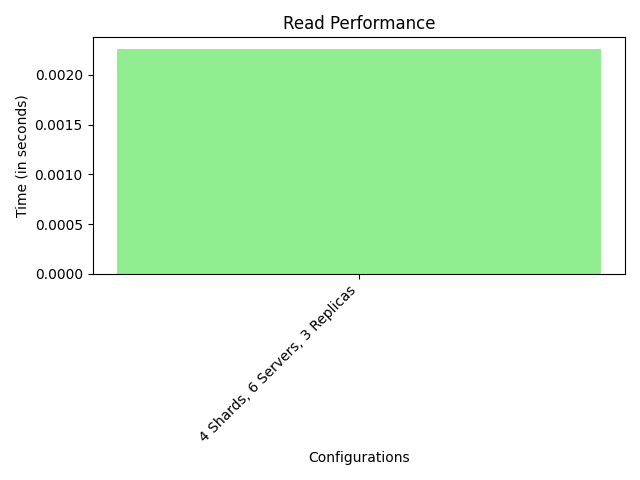 Read Performance
Time (in seconds)
0.0020
0.0015
0.0010
0.0005
0.0000
4 Shards, 6 Servers, 3 Replicas
Configurations